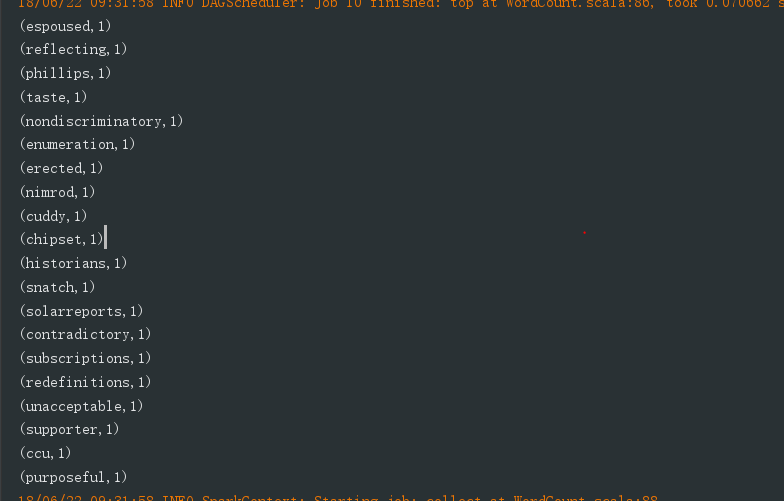 18/06/22 09:31:58 INFO DAGScheduler: Job 10 finished: top at WordCount.scala:86, took 0.070662 s
(espoused,1)
(reflecting,1)
(phillips,1)
(taste,1)
(nondiscriminatory,1)
(enumeration,1)
(erected,1)
(nimrod,1)
(cuddy,1)
(chipset,1)
(historians,1)
(snatch,1)
(solarreports,1)
(contradictory,1)
(subscriptions,1)
(redefinitions,1)
(unacceptable,1)
(supporter,1)
(ccu,1)
(purposeful,1)
18/06/22 09:31:58 INFO SparkContext: Starting job: collect at WordCount.scala:88